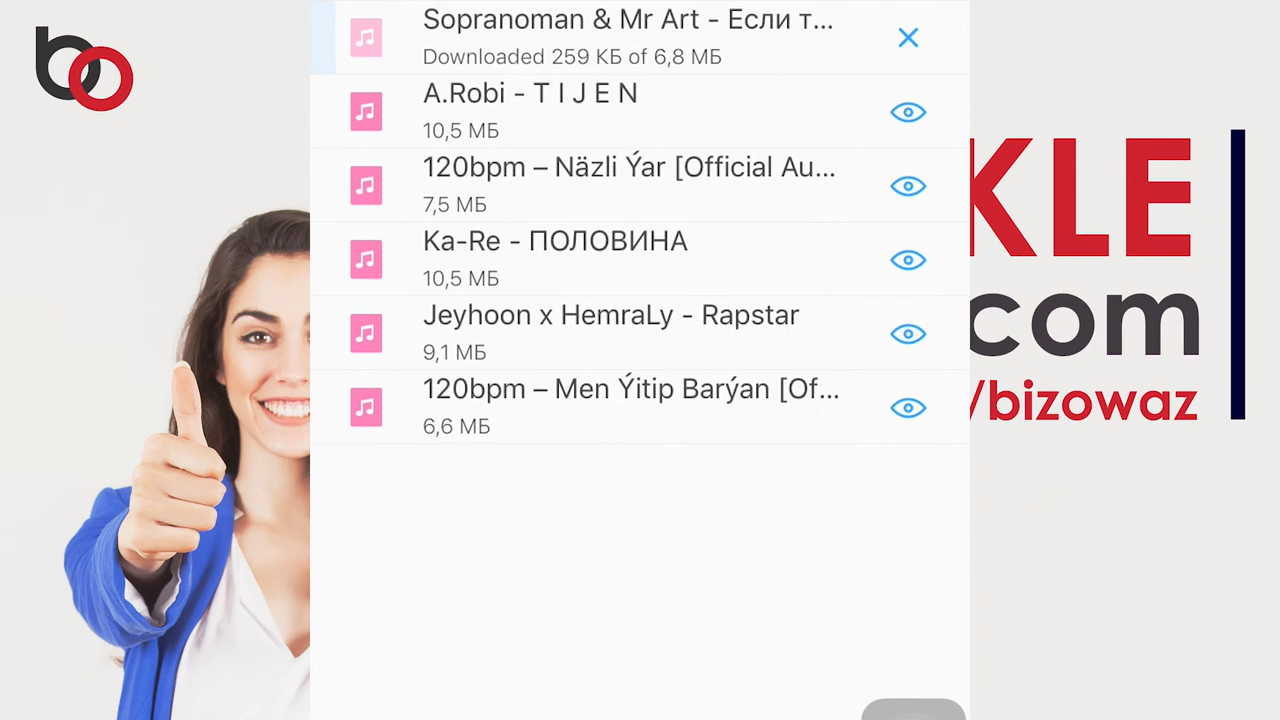 bo
Sopranoman & Mr Art - Если т...
Downloaded 259 КБ of 6,8 МБ
A.Robi - T I J E N
10,5 МБ
120bpm – Näzli Ýar [Official Au...
7,5 МБ
Ka-Re - ПОЛОВИНА
10,5 МБ
Jeyhoon x HemraLy - Rapstar
9,1 МБ
120bpm – Men Ýitip Barýan [Of...
6,6 МБ
KLE
com
/bizowaz